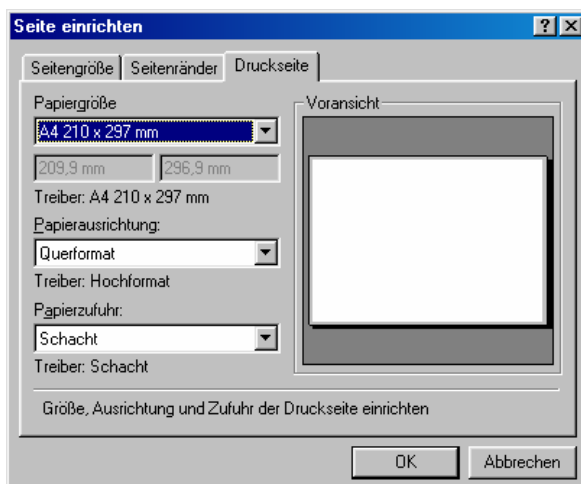 Seite einrichten
Seitengröße Seitenränder Druckseite
Papiergröße
A4 210 x 297 mm
209,9 mm 296,9 mm
Treiber: A4 210 x 297 mm
Papierausrichtung:
Querformat
Treiber: Hochformat
Papierzufuhr:
Schacht
Treiber: Schacht
Voransicht
Größe, Ausrichtung und Zufuhr der Druckseite einrichten
OK Abbrechen